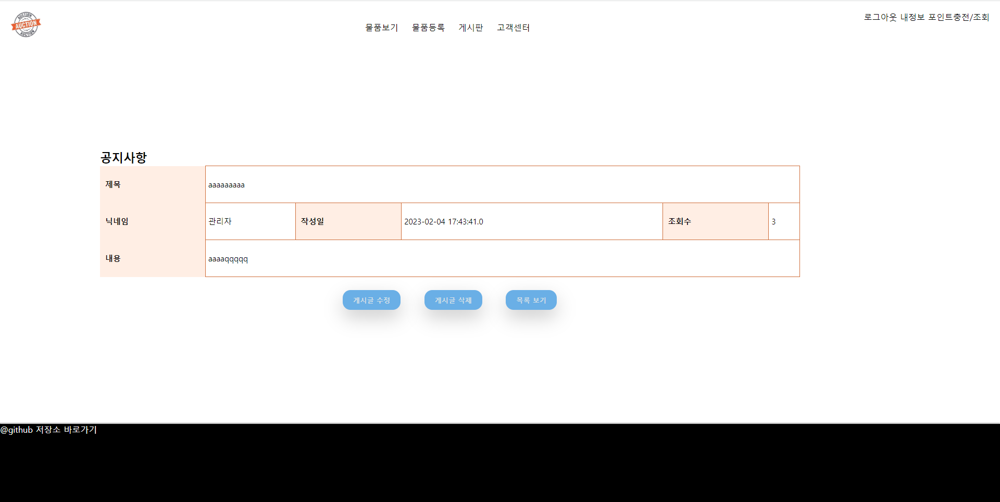 AUCTION
AUCTION
AUCTION
물품보기 물품등록 게시판 고객센터
로그아웃 내정보 포인트충전/조회
공지사항
제목 aaaaaaaaa
닉네임 관리자 작성일 2023-02-04 17:43:41.0 조회수 3
내용 aaaaqqqqq
게시글 수정 게시글 삭제 목록 보기
@github 저장소 바로가기